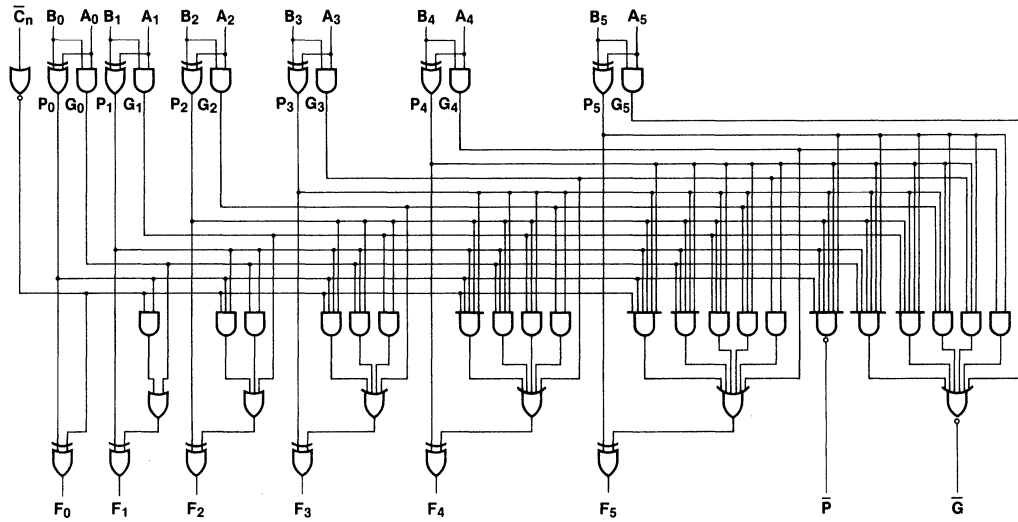 C̅n B0 A0 B1 A1 B2 A2 B3 A3 B4 A4 B5 A5
P0 G0 P1 G1 P2 G2 P3 G3 P4 G4 P5 G5
F0 F1 F2 F3 F4 F5 P̅ G̅